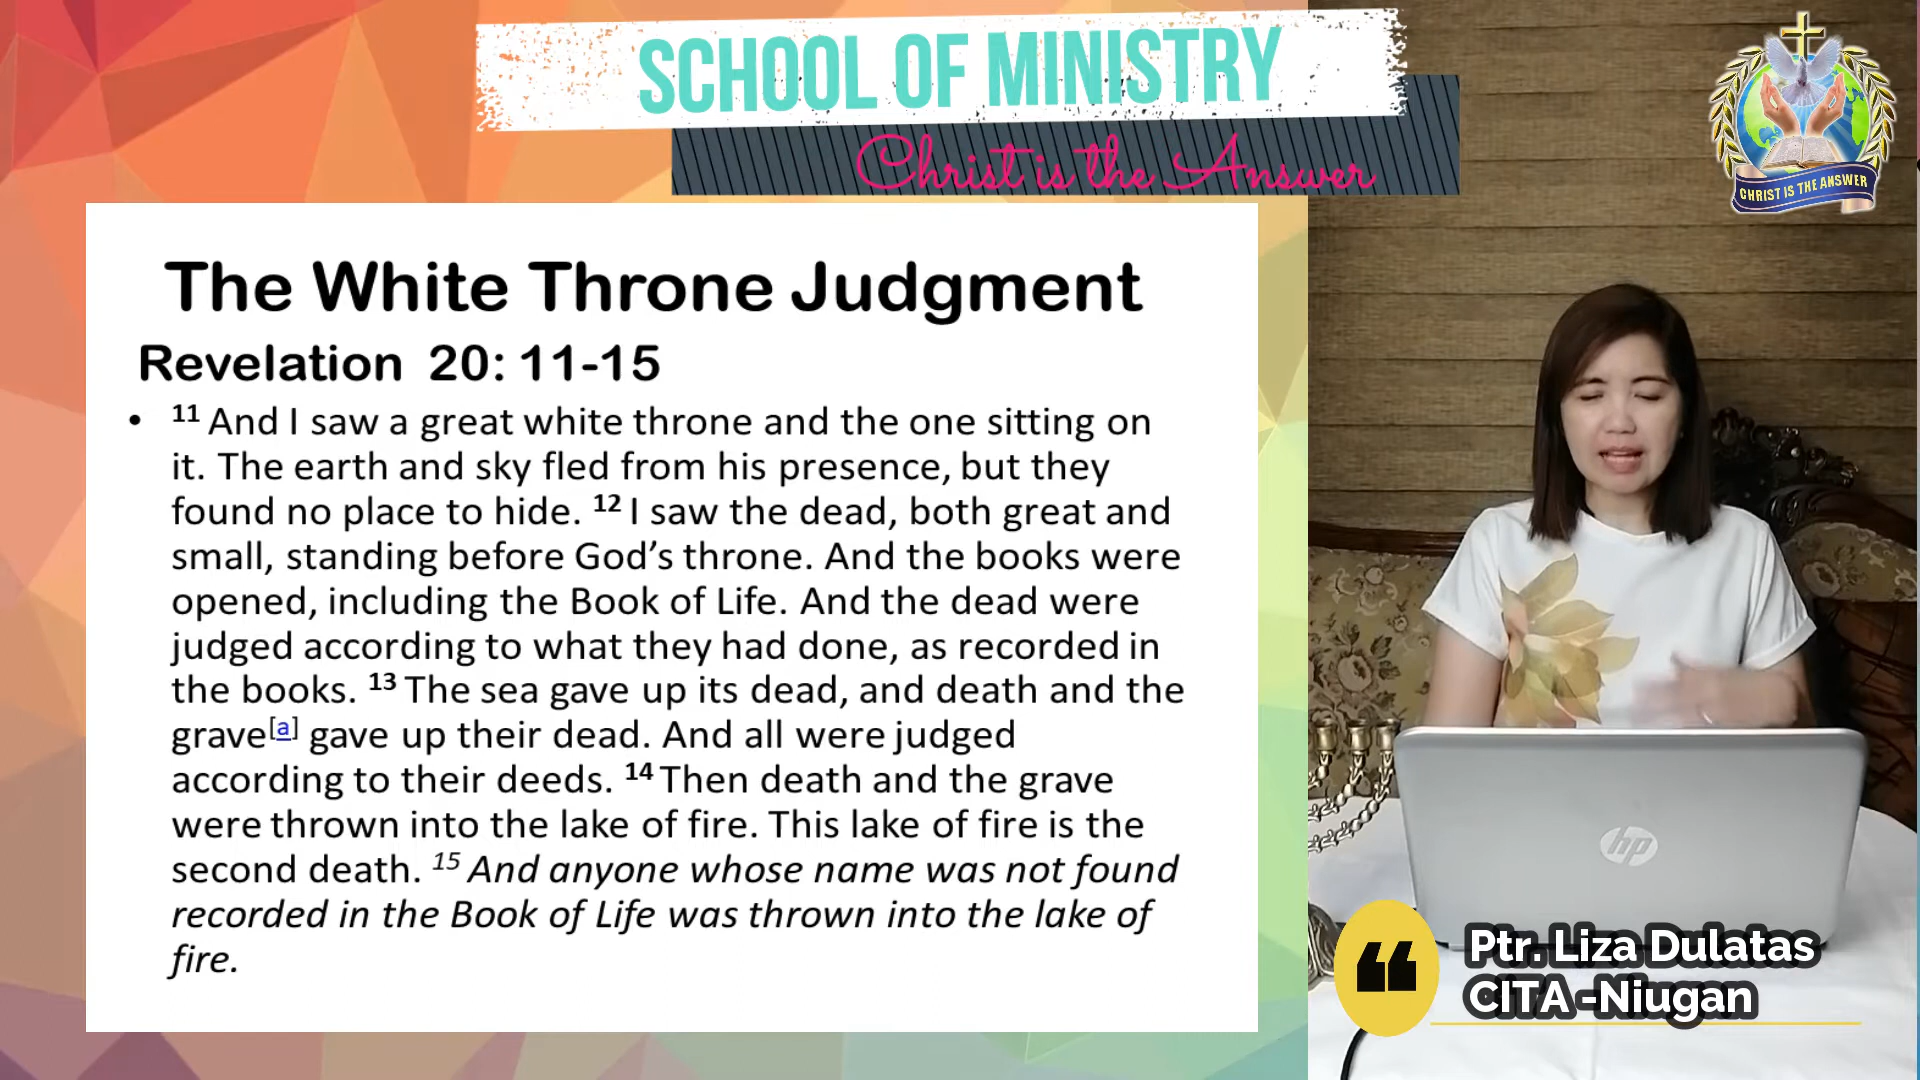 SCHOOL OF MINISTRY
Christ is the Answer
CHRIST IS THE ANSWER
The White Throne Judgment
Revelation 20: 11-15
• 11 And I saw a great white throne and the one sitting on
it. The earth and sky fled from his presence, but they
found no place to hide. 12 I saw the dead, both great and
small, standing before God’s throne. And the books were
opened, including the Book of Life. And the dead were
judged according to what they had done, as recorded in
the books. 13 The sea gave up its dead, and death and the
grave[a] gave up their dead. And all were judged
according to their deeds. 14 Then death and the grave
were thrown into the lake of fire. This lake of fire is the
second death. 15 And anyone whose name was not found
recorded in the Book of Life was thrown into the lake of
fire.
hp
Ptr. Liza Dulatas
CITA -Niugan